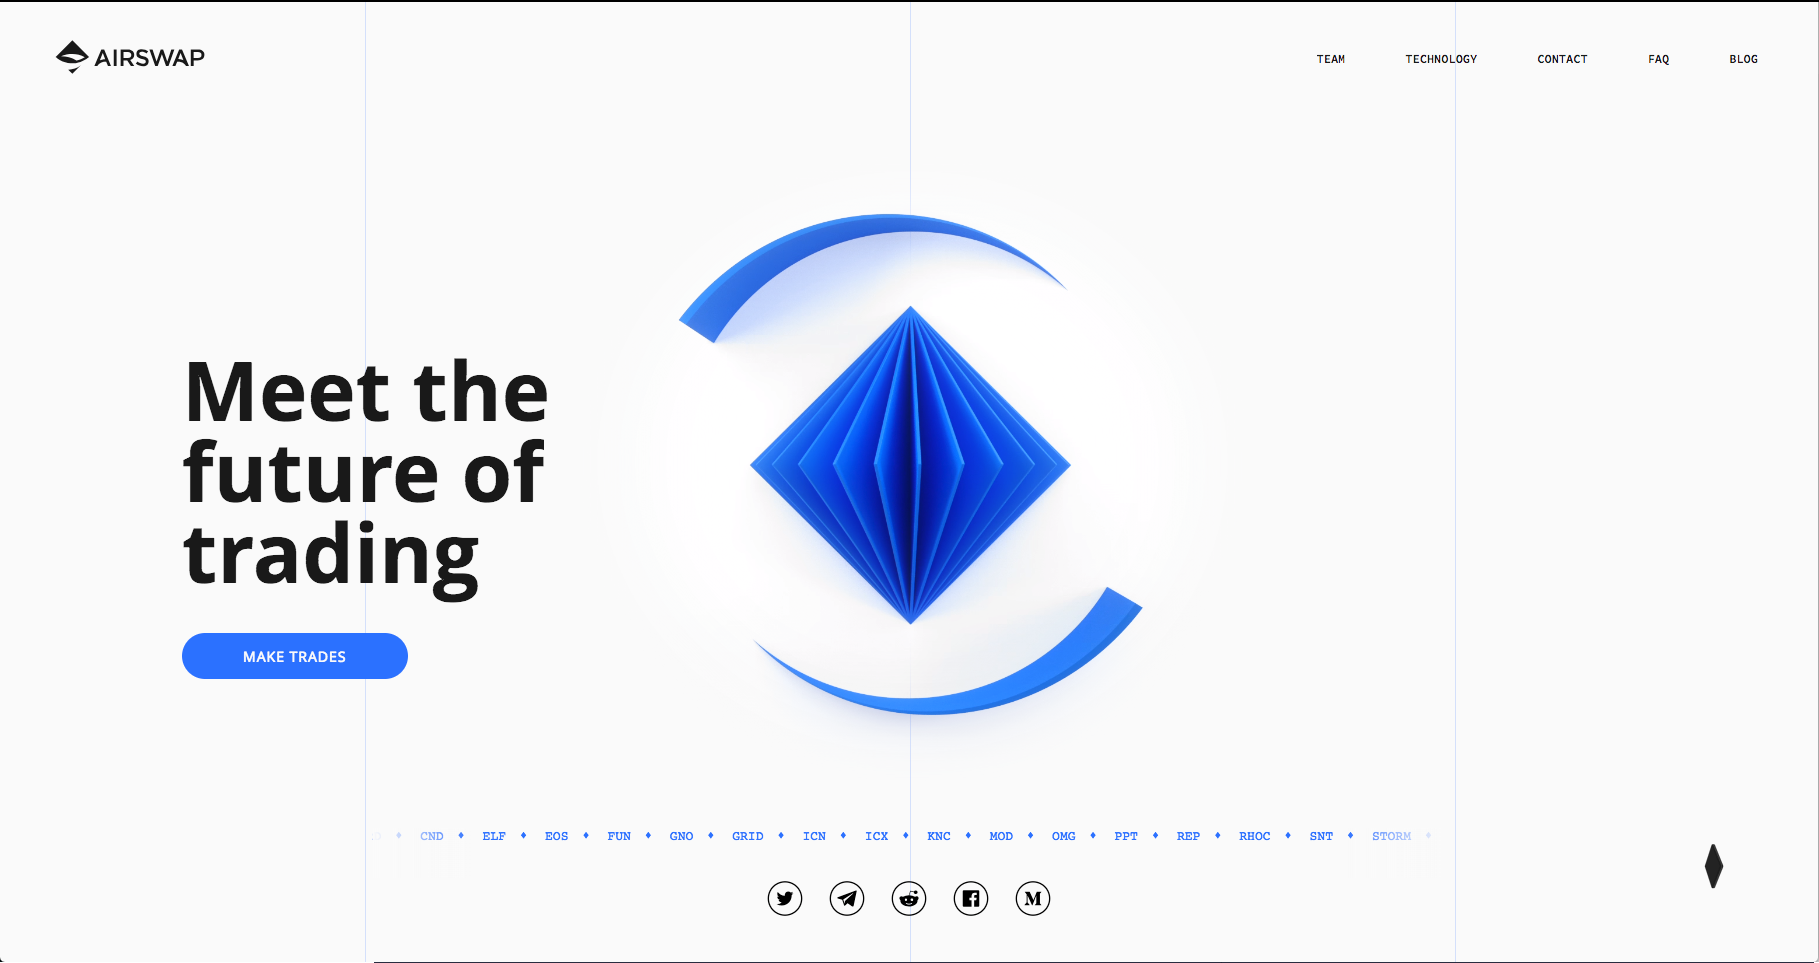 AIRSWAP
TEAM TECHNOLOGY CONTACT FAQ BLOG
Meet the
future of
trading
MAKE TRADES
CND ♦ ELF ♦ EOS ♦ FUN ♦ GNO ♦ GRID ♦ ICN ♦ ICX ♦ KNC ♦ MOD ♦ OMG ♦ PPT ♦ REP ♦ RHOC ♦ SNT ♦ STORM ♦